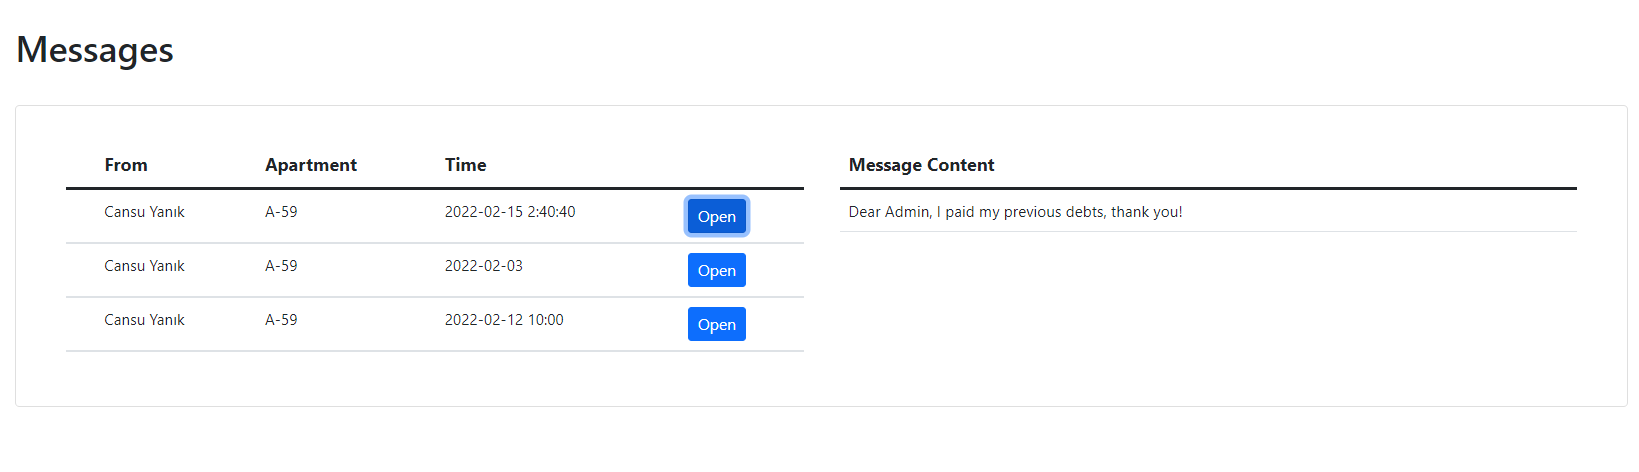 Messages
From Apartment Time
Cansu Yanık A-59 2022-02-15 2:40:40 Open
Cansu Yanık A-59 2022-02-03 Open
Cansu Yanık A-59 2022-02-12 10:00 Open
Message Content
Dear Admin, I paid my previous debts, thank you!